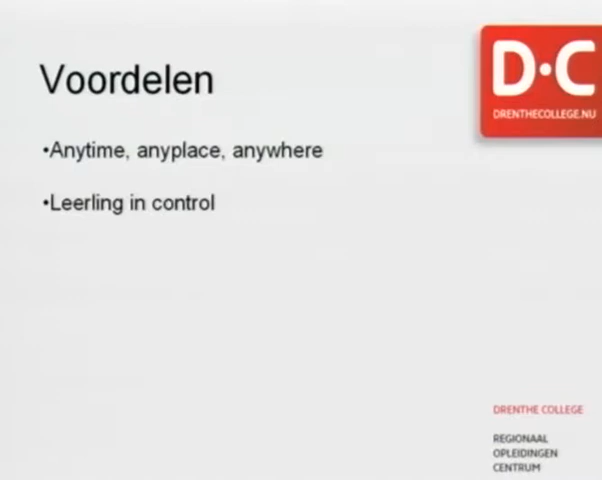 Voordelen
D•C
DRENTHECOLLEGE.NU
•Anytime, anyplace, anywhere
•Leerling in control
DRENTHE COLLEGE
REGIONAAL
OPLEIDINGEN
CENTRUM